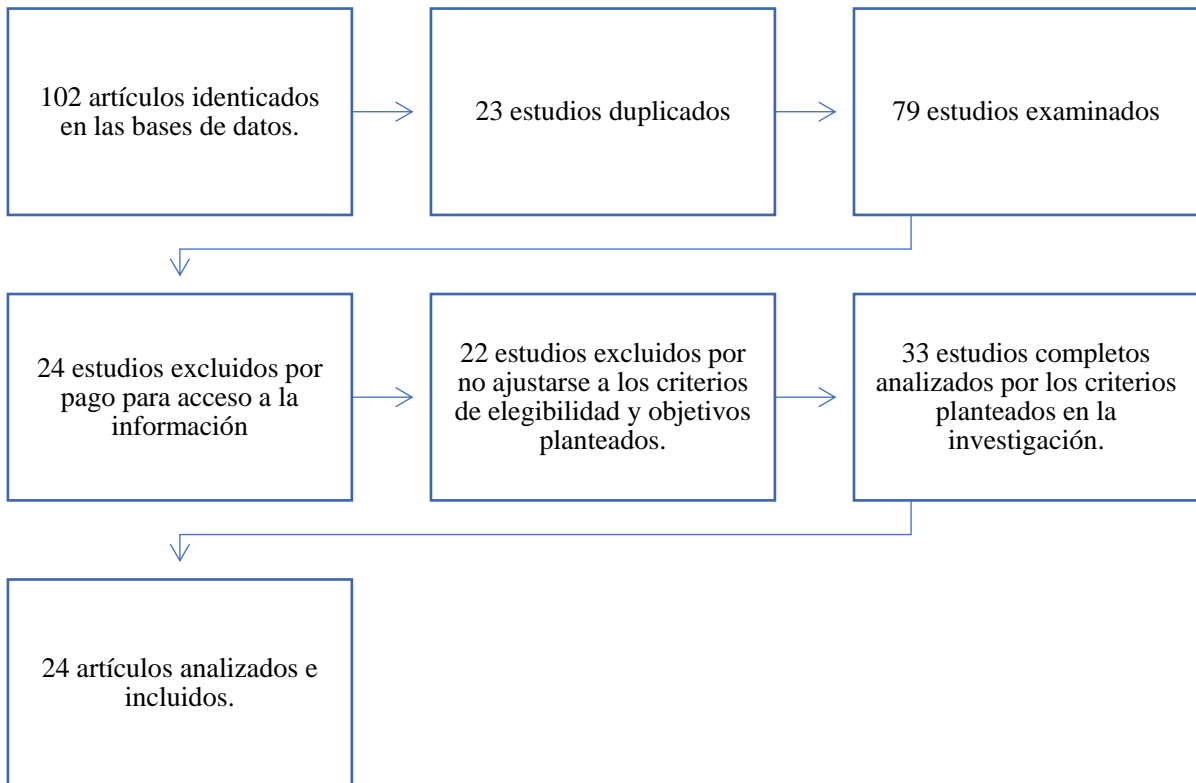 102 artículos identicados
en las bases de datos.
23 estudios duplicados
79 estudios examinados
24 estudios excluidos por
pago para acceso a la
información
22 estudios excluidos por
no ajustarse a los criterios
de elegibilidad y objetivos
planteados.
33 estudios completos
analizados por los criterios
planteados en la
investigación.
24 artículos analizados e
incluidos.